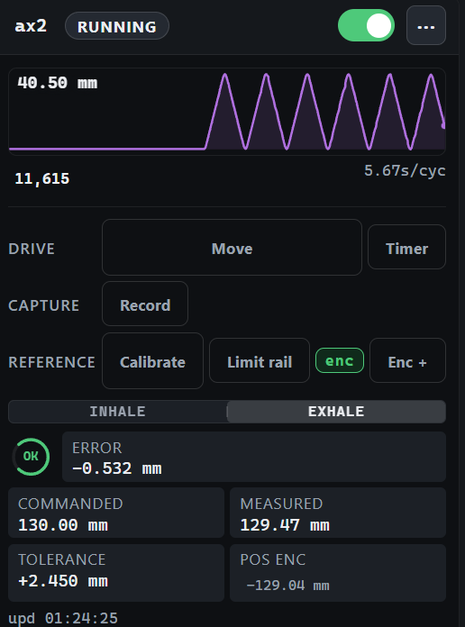 ax2 RUNNING ...
40.50 mm
11,615 5.67s/cyc
DRIVE Move Timer
CAPTURE Record
REFERENCE Calibrate Limit rail enc Enc +
INHALE EXHALE
OK ERROR
−0.532 mm
COMMANDED MEASURED
130.00 mm 129.47 mm
TOLERANCE POS ENC
+2.450 mm −129.04 mm
upd 01:24:25